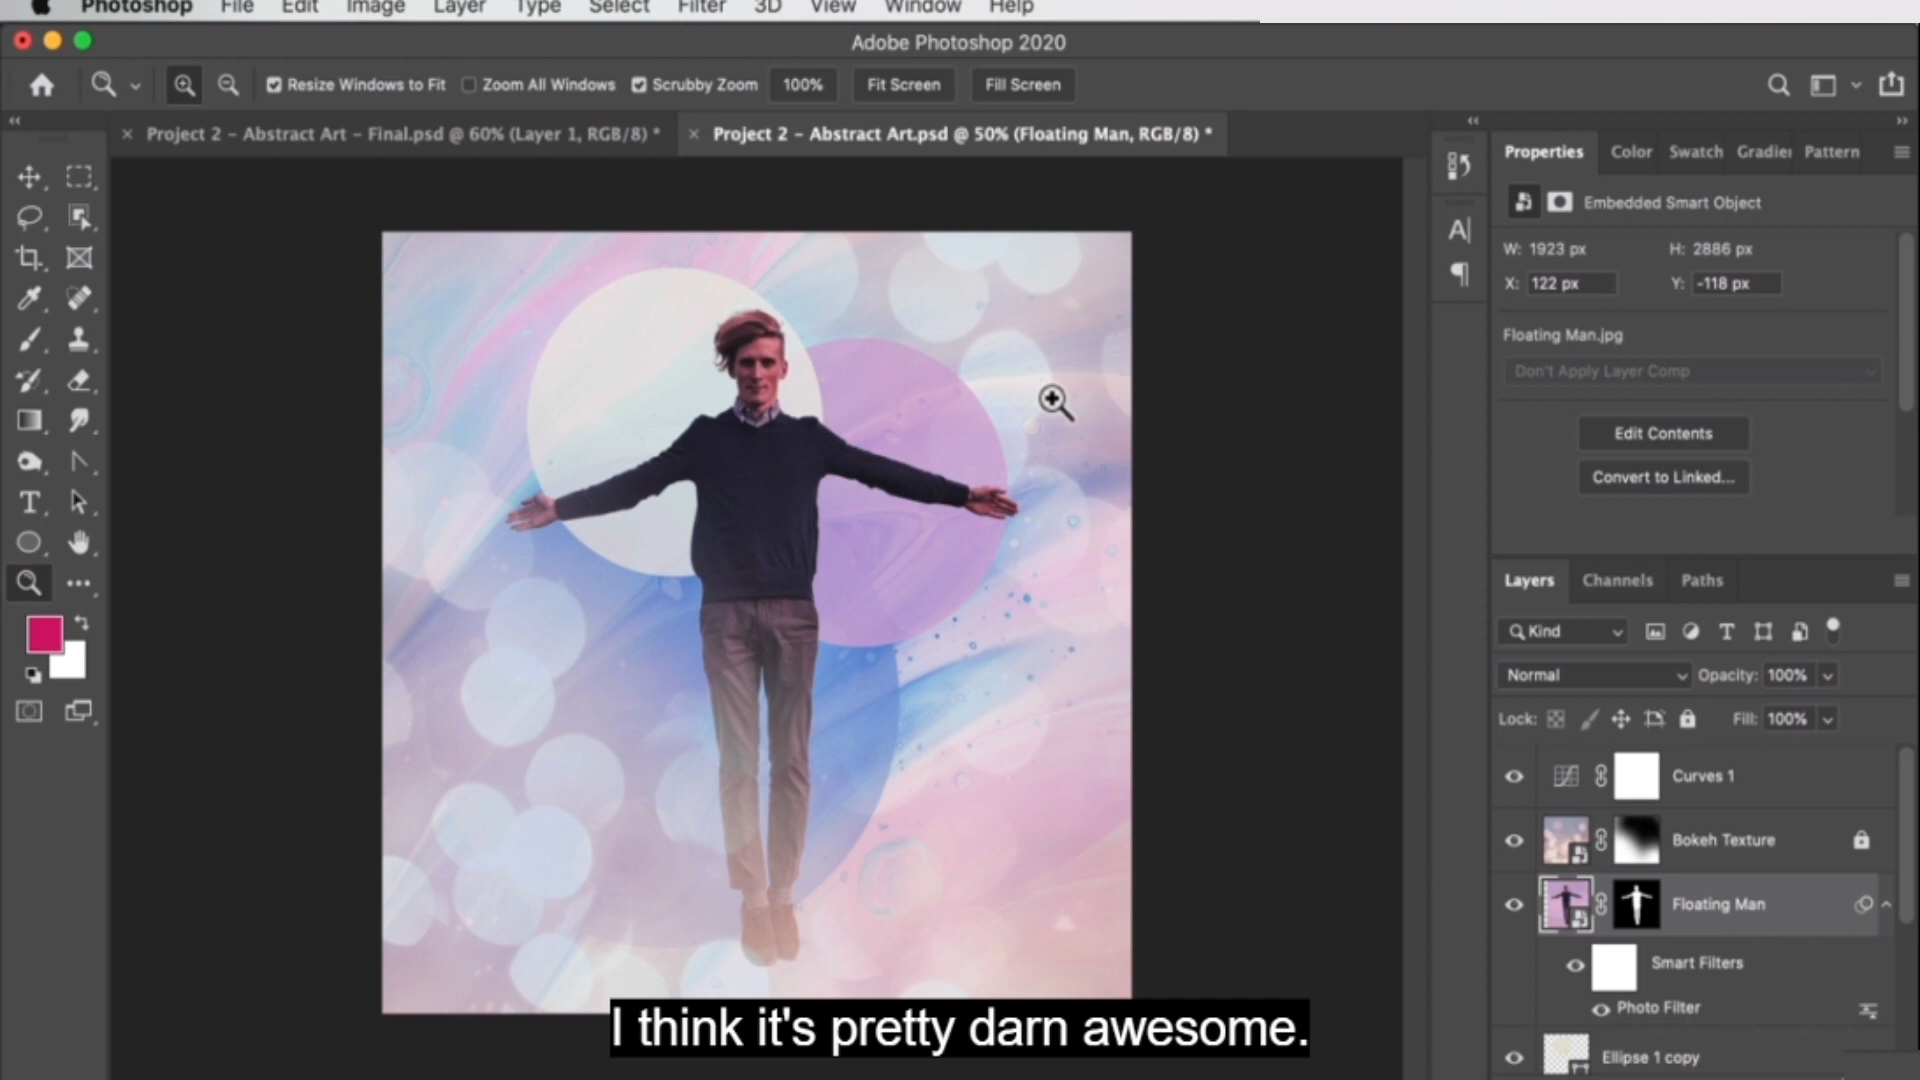 Photoshop File Edit Image Layer Type Select Filter 3D View Window Help
Adobe Photoshop 2020
Resize Windows to Fit Zoom All Windows Scrubby Zoom 100% Fit Screen Fill Screen
Project 2 - Abstract Art - Final.psd @ 60% (Layer 1, RGB/8) *
Project 2 - Abstract Art.psd @ 50% (Floating Man, RGB/8) *
Properties Color Swatch Gradier Pattern
Embedded Smart Object
W: 1923 px H: 2886 px
X: 122 px Y: -118 px
Floating Man.jpg
Don't Apply Layer Comp
Edit Contents
Convert to Linked...
Layers Channels Paths
Kind
Normal Opacity: 100%
Lock: Fill: 100%
Curves 1
Bokeh Texture
Floating Man
Smart Filters
Photo Filter
Ellipse 1 copy
I think it's pretty darn awesome.